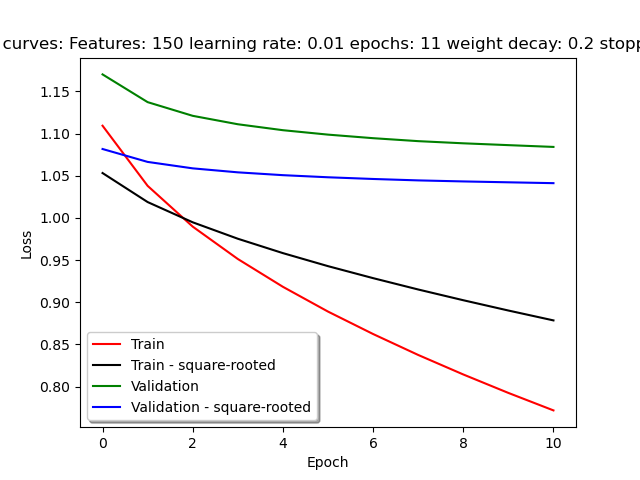 curves: Features: 150 learning rate: 0.01 epochs: 11 weight decay: 0.2
1.15
1.10
1.05
1.00
0.95
0.90
0.85
0.80
Loss
Train
Train - square-rooted
Validation
Validation - square-rooted
0 2 4 6 8 10
Epoch